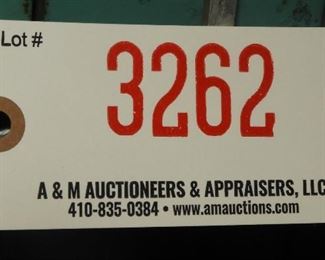 Lot #
3262
A & M AUCTIONEERS & APPRAISERS, LLC
410-835-0384 • www.amauctions.com